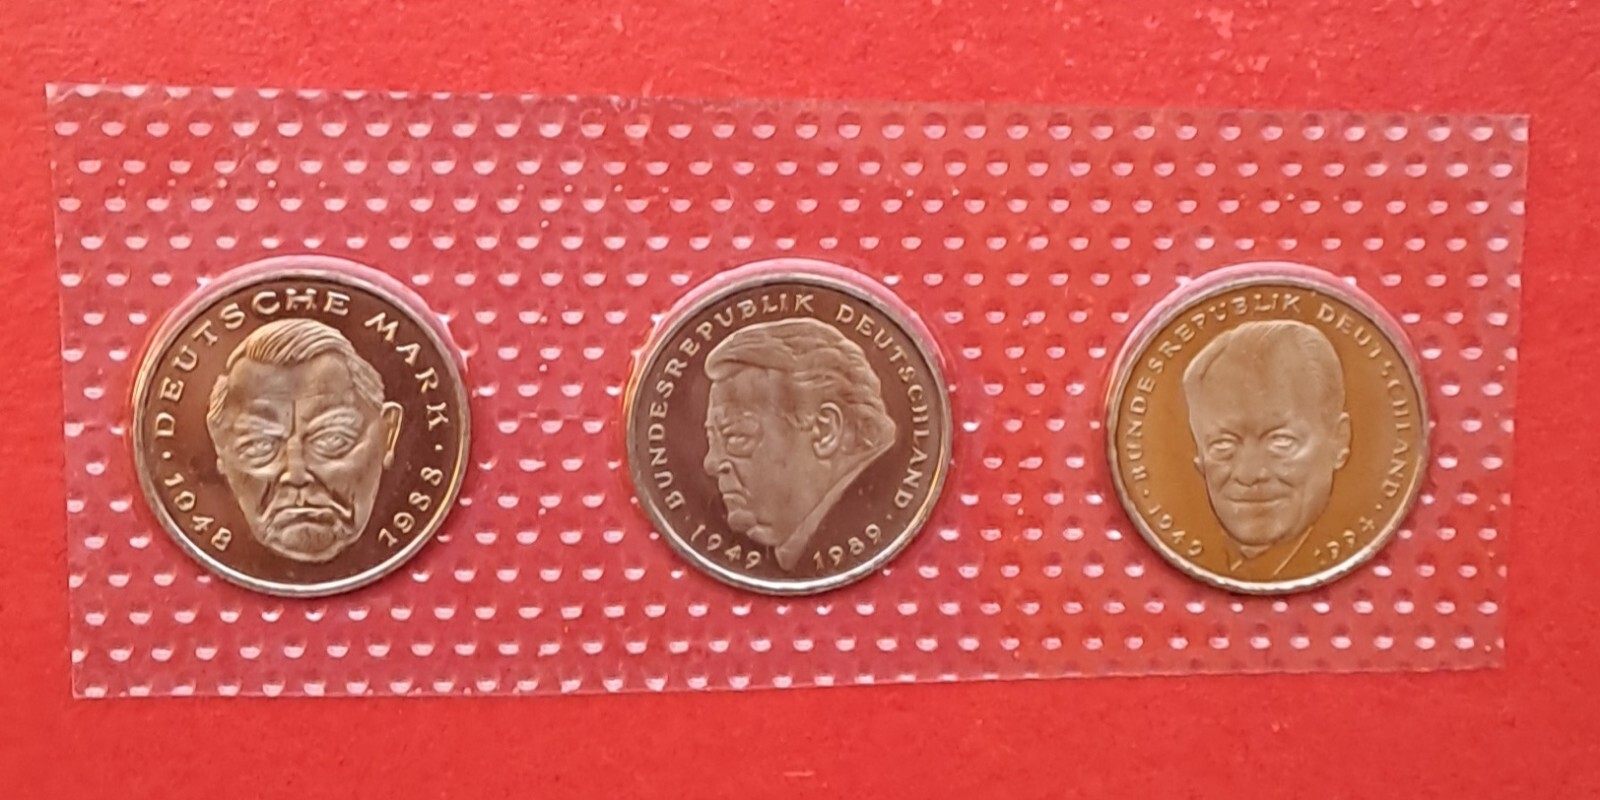 · DEUTSCHE MARK ·
1948 1988
· BUNDESREPUBLIK DEUTSCHLAND ·
1949 1989
· BUNDESREPUBLIK DEUTSCHLAND ·
1949 1994